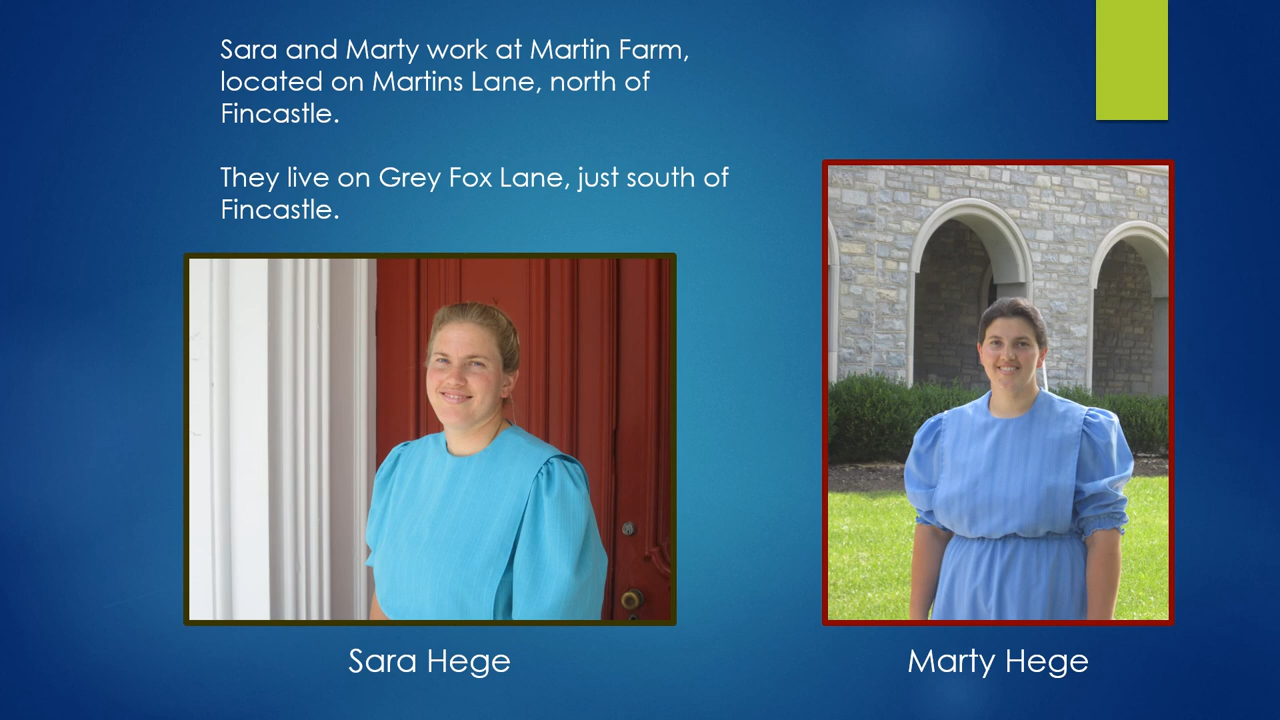 Sara and Marty work at Martin Farm,
located on Martins Lane, north of
Fincastle.
They live on Grey Fox Lane, just south of
Fincastle.
Sara Hege
Marty Hege